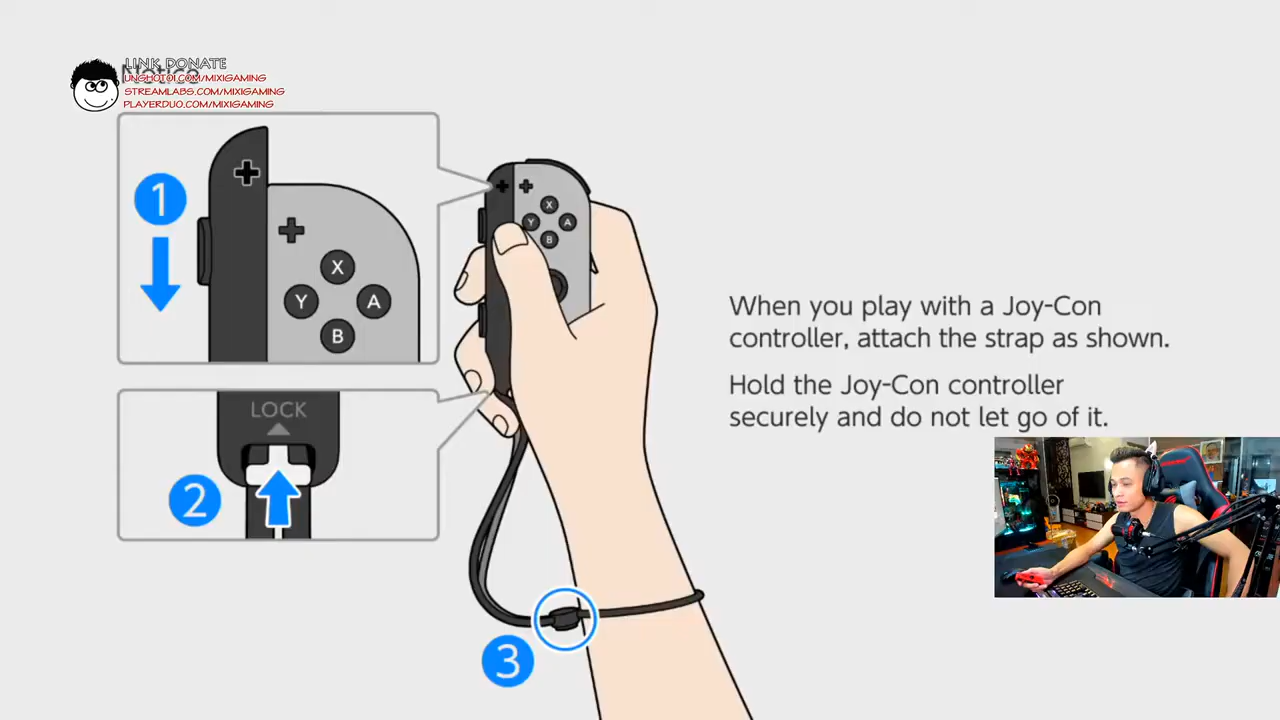 LINK DONATE
Notice
UNGHOTOI.COM/MIXIGAMING
STREAMLABS.COM/MIXIGAMING
PLAYERDUO.COM/MIXIGAMING
1
X
Y
A
B
X
Y
A
B
When you play with a Joy-Con
controller, attach the strap as shown.
Hold the Joy-Con controller
securely and do not let go of it.
LOCK
2
3